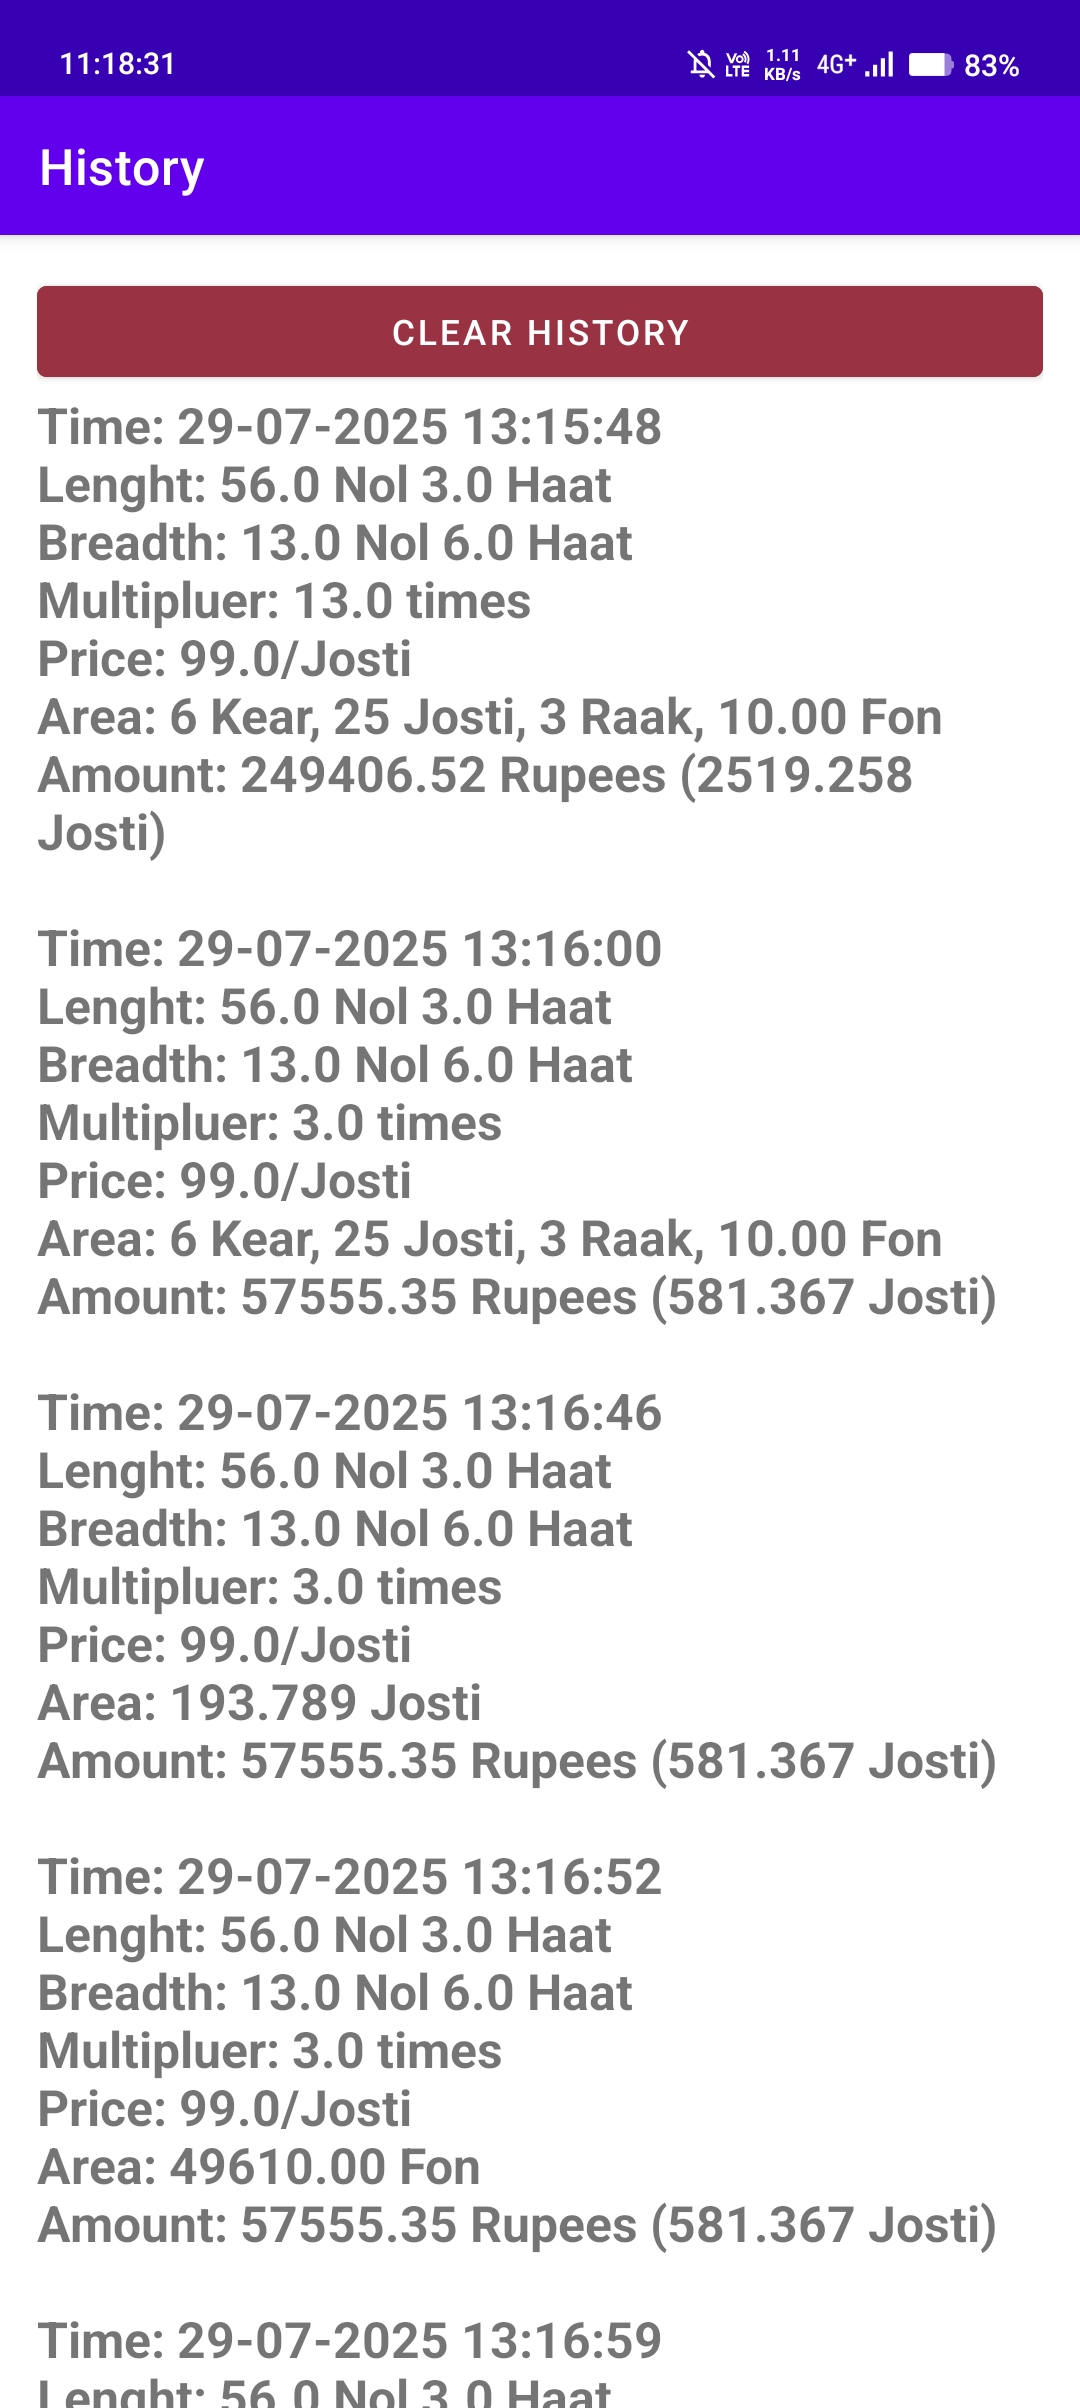 11:18:31
Vo) LTE 1.11 KB/s 4G+ 83%
History
CLEAR HISTORY
Time: 29-07-2025 13:15:48
Lenght: 56.0 Nol 3.0 Haat
Breadth: 13.0 Nol 6.0 Haat
Multipluer: 13.0 times
Price: 99.0/Josti
Area: 6 Kear, 25 Josti, 3 Raak, 10.00 Fon
Amount: 249406.52 Rupees (2519.258
Josti)
Time: 29-07-2025 13:16:00
Lenght: 56.0 Nol 3.0 Haat
Breadth: 13.0 Nol 6.0 Haat
Multipluer: 3.0 times
Price: 99.0/Josti
Area: 6 Kear, 25 Josti, 3 Raak, 10.00 Fon
Amount: 57555.35 Rupees (581.367 Josti)
Time: 29-07-2025 13:16:46
Lenght: 56.0 Nol 3.0 Haat
Breadth: 13.0 Nol 6.0 Haat
Multipluer: 3.0 times
Price: 99.0/Josti
Area: 193.789 Josti
Amount: 57555.35 Rupees (581.367 Josti)
Time: 29-07-2025 13:16:52
Lenght: 56.0 Nol 3.0 Haat
Breadth: 13.0 Nol 6.0 Haat
Multipluer: 3.0 times
Price: 99.0/Josti
Area: 49610.00 Fon
Amount: 57555.35 Rupees (581.367 Josti)
Time: 29-07-2025 13:16:59
Lenght: 56.0 Nol 3.0 Haat